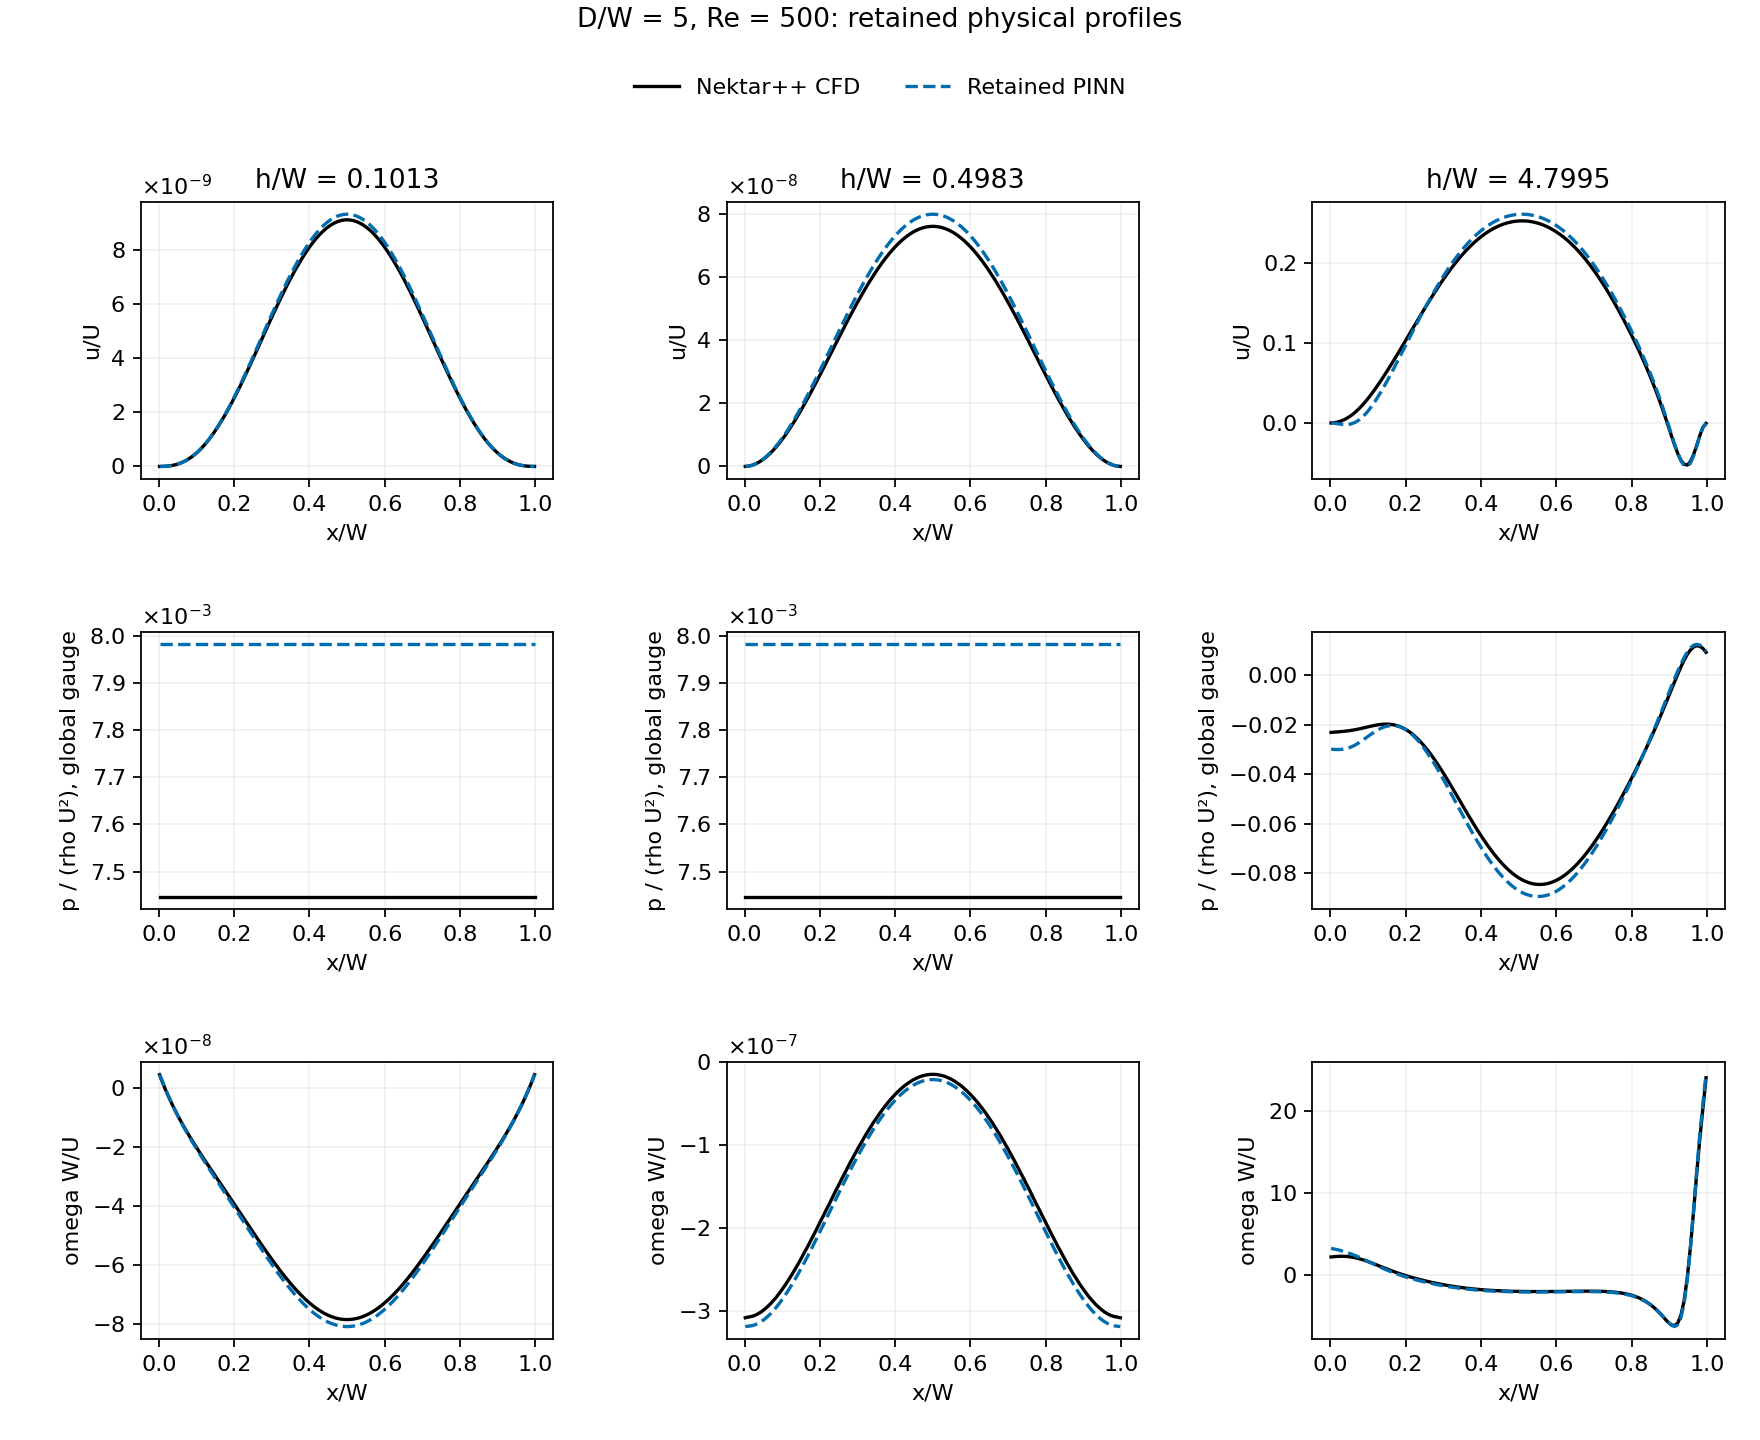 D/W = 5, Re = 500: retained physical profiles
Nektar++ CFD
Retained PINN
×10⁻⁹
h/W = 0.1013
u/U
8
6
4
2
0
0.0 0.2 0.4 0.6 0.8 1.0
x/W
×10⁻⁸
h/W = 0.4983
u/U
8
6
4
2
0
0.0 0.2 0.4 0.6 0.8 1.0
x/W
h/W = 4.7995
u/U
0.2
0.1
0.0
0.0 0.2 0.4 0.6 0.8 1.0
x/W
×10⁻³
p / (rho U²), global gauge
8.0
7.9
7.8
7.7
7.6
7.5
0.0 0.2 0.4 0.6 0.8 1.0
x/W
×10⁻³
p / (rho U²), global gauge
8.0
7.9
7.8
7.7
7.6
7.5
0.0 0.2 0.4 0.6 0.8 1.0
x/W
p / (rho U²), global gauge
0.00
−0.02
−0.04
−0.06
−0.08
0.0 0.2 0.4 0.6 0.8 1.0
x/W
×10⁻⁸
omega W/U
0
−2
−4
−6
−8
0.0 0.2 0.4 0.6 0.8 1.0
x/W
×10⁻⁷
omega W/U
0
−1
−2
−3
0.0 0.2 0.4 0.6 0.8 1.0
x/W
omega W/U
20
10
0
0.0 0.2 0.4 0.6 0.8 1.0
x/W